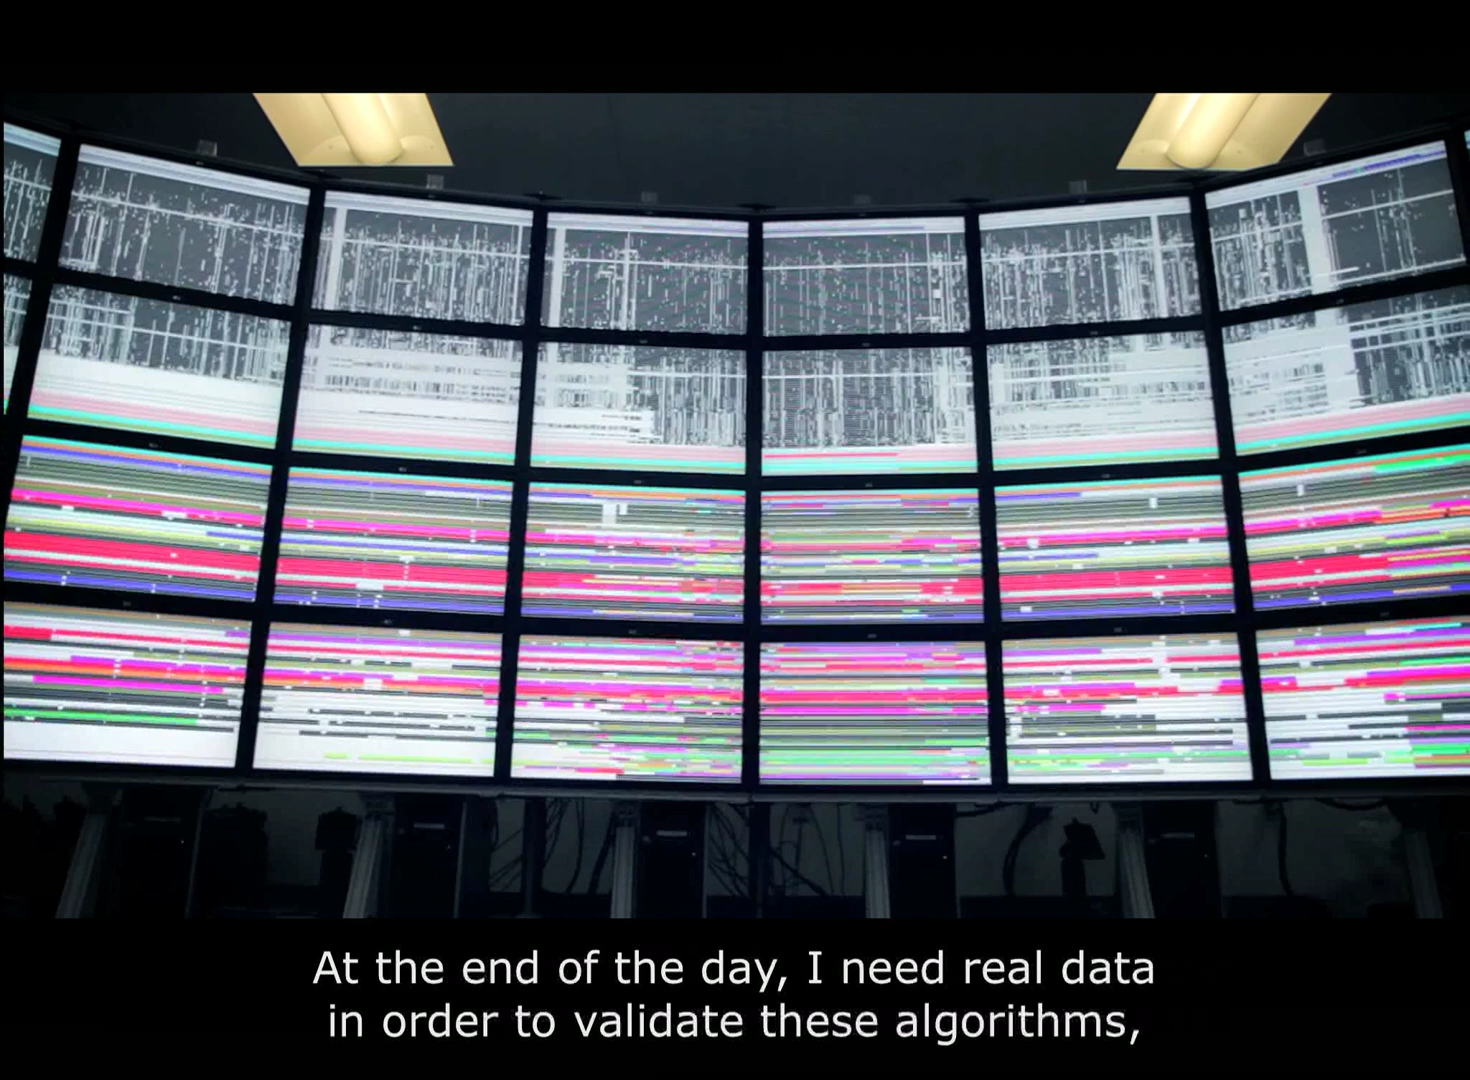 At the end of the day, I need real data
in order to validate these algorithms,